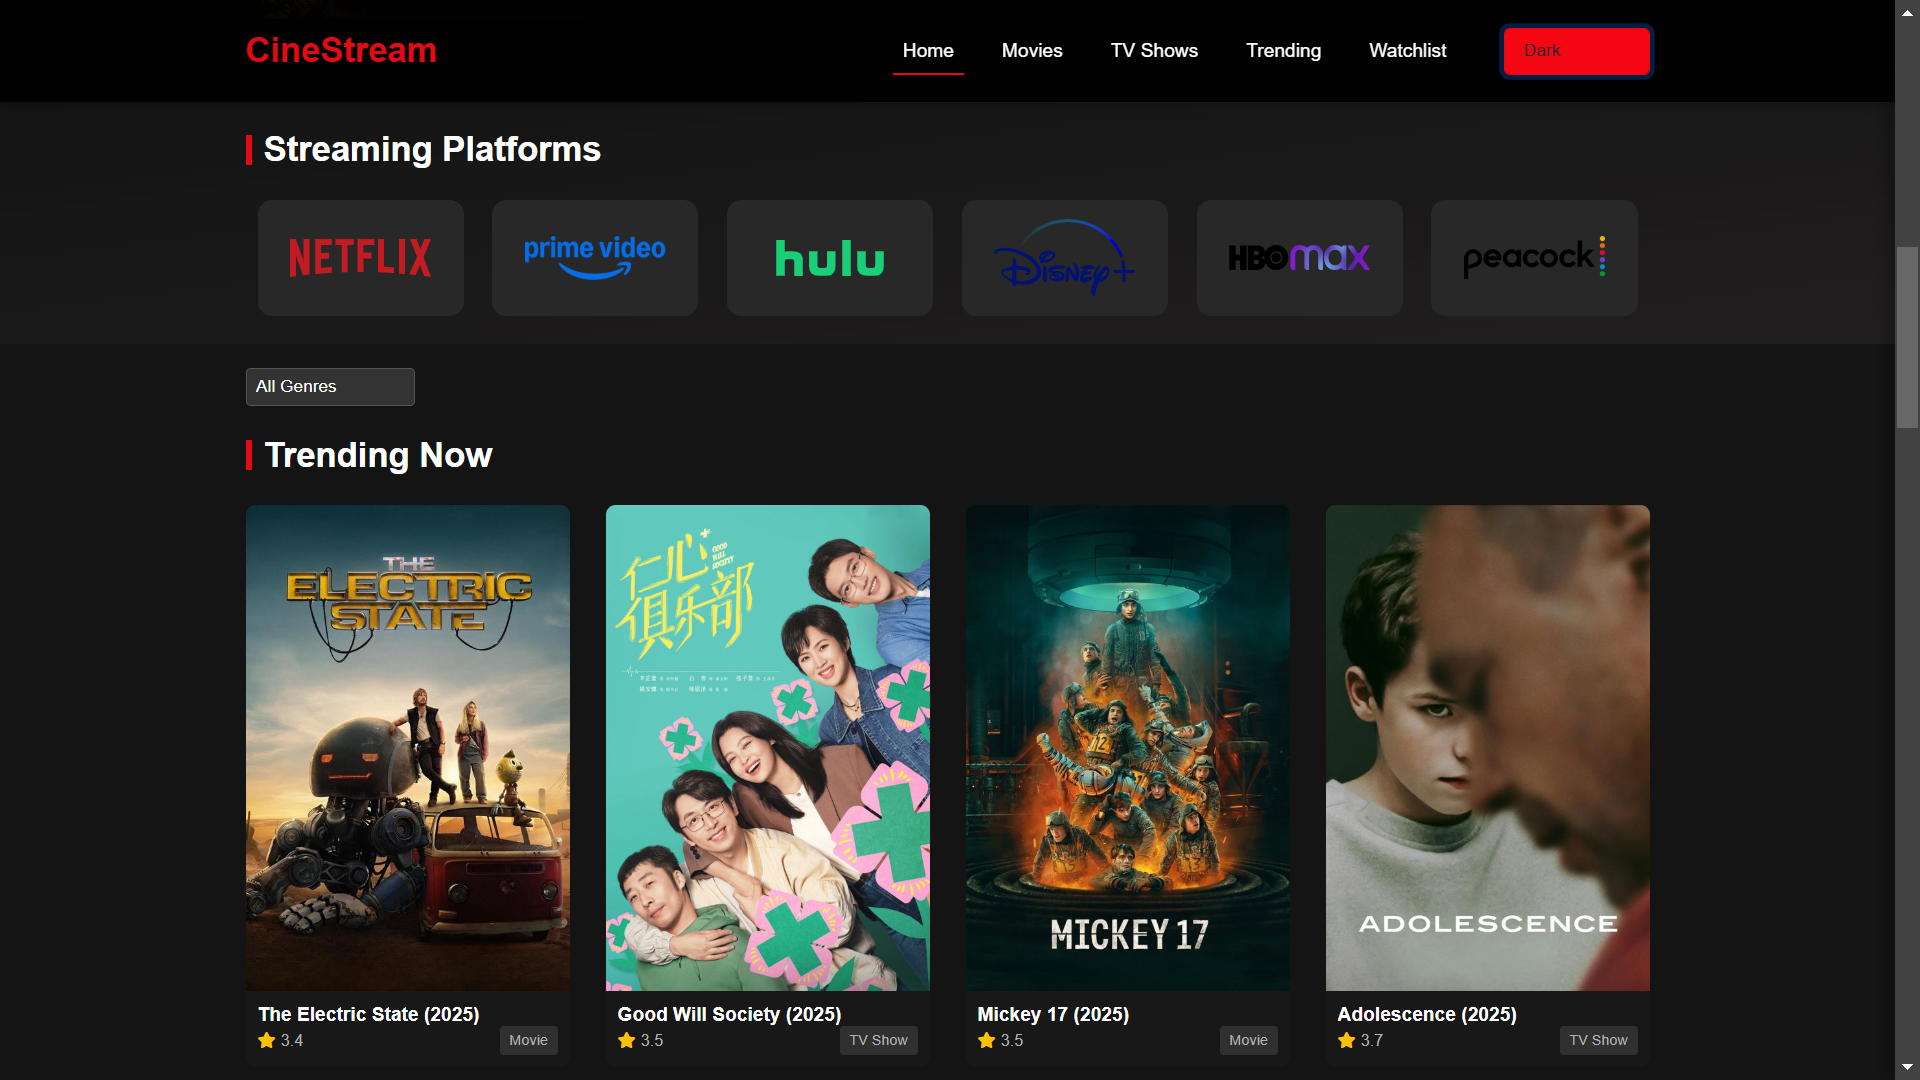 CineStream
Home
Movies
TV Shows
Trending
Watchlist
Dark
Streaming Platforms
NETFLIX
prime video
hulu
Disney+
HBOmax
peacock
All Genres
Trending Now
THE
ELECTRIC
STATE
仁心
俱乐部
GOOD
WILL
SOCIETY
MICKEY 17
ADOLESCENCE
The Electric State (2025)
3.4
Movie
Good Will Society (2025)
3.5
TV Show
Mickey 17 (2025)
3.5
Movie
Adolescence (2025)
3.7
TV Show